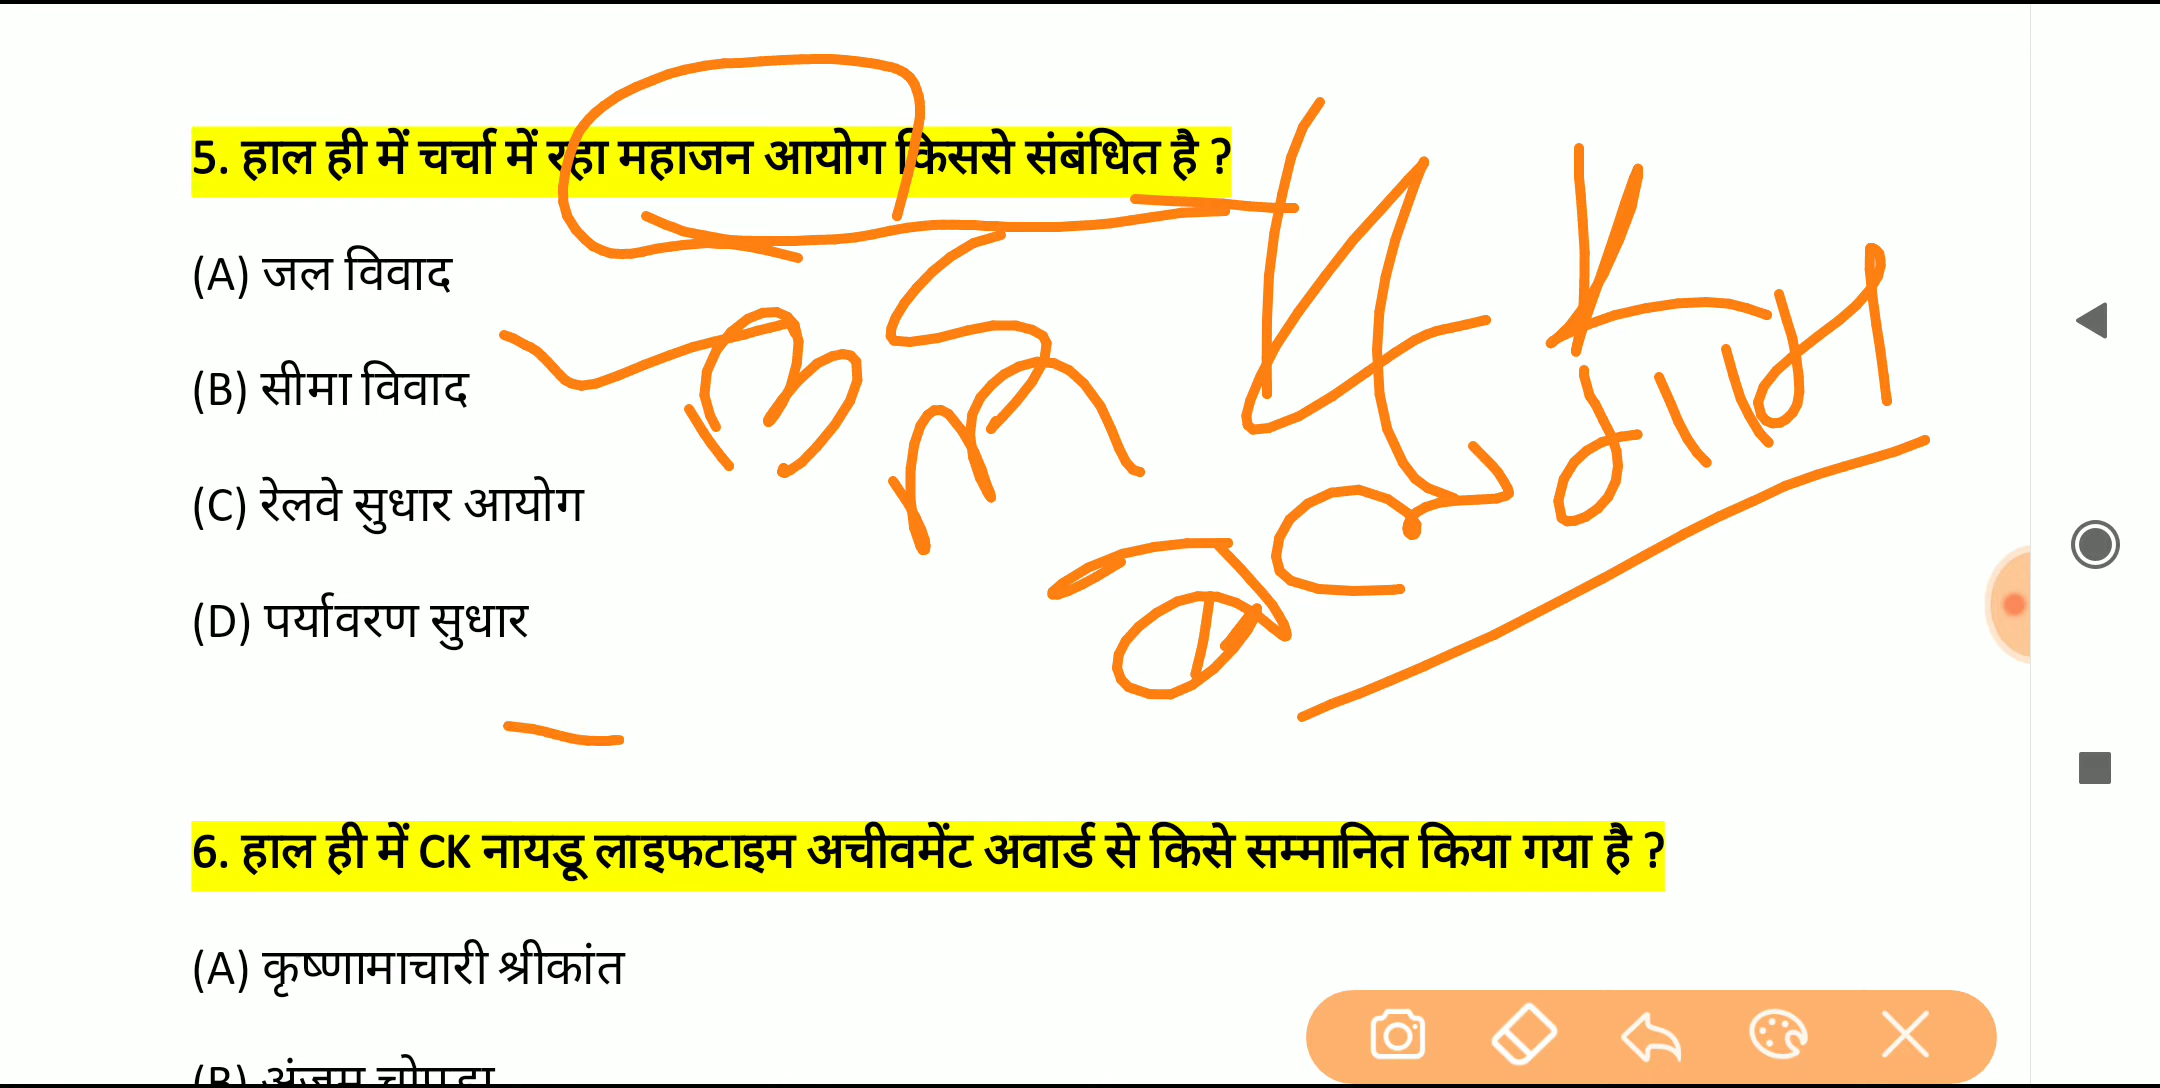 5. हाल ही में चर्चा में रहा महाजन आयोग किससे संबंधित है ?
(A) जल विवाद
(B) सीमा विवाद
(C) रेलवे सुधार आयोग
(D) पर्यावरण सुधार
6. हाल ही में CK नायडू लाइफटाइम अचीवमेंट अवार्ड से किसे सम्मानित किया गया है ?
(A) कृष्णामाचारी श्रीकांत
(B) अंजुम चोपड़ा